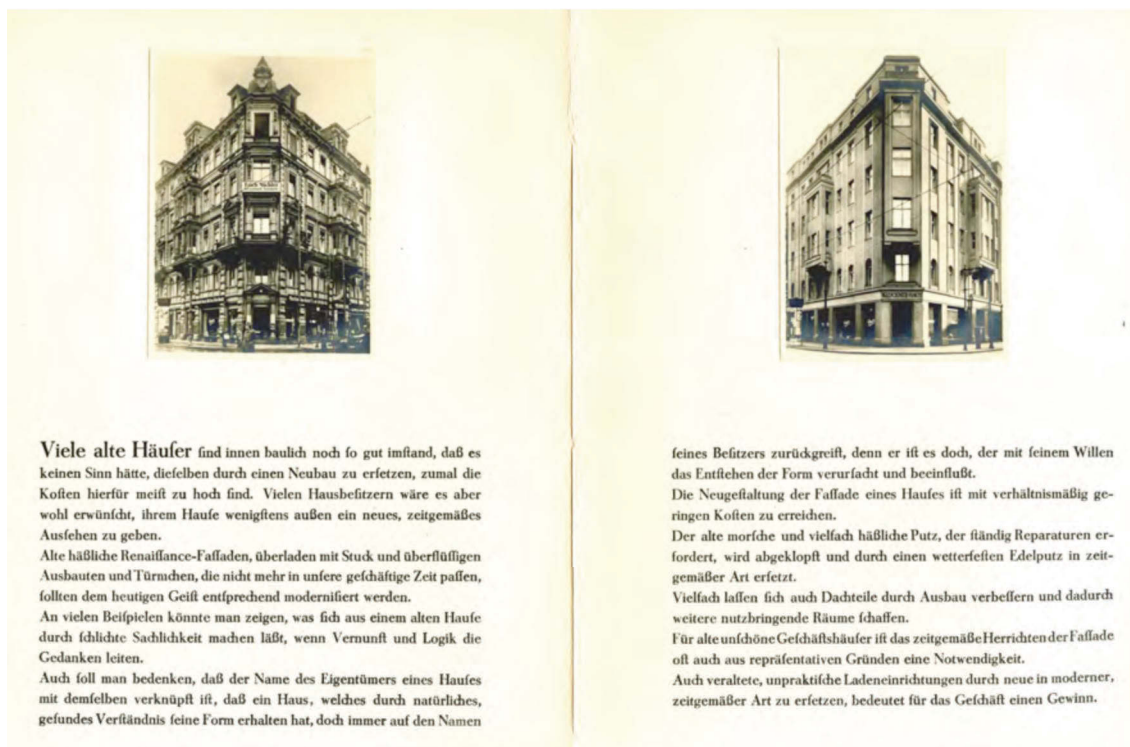 Viele alte Häuſer ſind innen baulich noch ſo gut imſtand, daß es
keinen Sinn hätte, dieſelben durch einen Neubau zu erſetzen, zumal die
Koſten hierfür meiſt zu hoch ſind. Vielen Hausbeſitzern wäre es aber
wohl erwünſcht, ihrem Hauſe wenigſtens außen ein neues, zeitgemäßes
Ausſehen zu geben.
Alte häßliche Renaiſſance-Faſſaden, überladen mit Stuck und überflüſſigen
Ausbauten und Türmchen, die nicht mehr in unſere geſchäftige Zeit paſſen,
ſollten dem heutigen Geiſt entſprechend moderniſiert werden.
An vielen Beiſpielen könnte man zeigen, was ſich aus einem alten Hauſe
durch ſchlichte Sachlichkeit machen läßt, wenn Vernunft und Logik die
Gedanken leiten.
Auch ſoll man bedenken, daß der Name des Eigentümers eines Hauſes
mit demſelben verknüpft iſt, daß ein Haus, welches durch natürliches,
geſundes Verſtändnis ſeine Form erhalten hat, doch immer auf den Namen
ſeines Beſitzers zurückgreift, denn er iſt es doch, der mit ſeinem Willen
das Entſtehen der Form verurſacht und beeinflußt.
Die Neugeſtaltung der Faſſade eines Hauſes iſt mit verhältnismäßig ge-
ringen Koſten zu erreichen.
Der alte morſche und vielfach häßliche Putz, der ſtändig Reparaturen er-
fordert, wird abgeklopft und durch einen wetterfeſten Edelputz in zeit-
gemäßer Art erſetzt.
Vielfach laſſen ſich auch Dachteile durch Ausbau verbeſſern und dadurch
weitere nutzbringende Räume ſchaffen.
Für alte unſchöne Geſchäftshäuſer iſt das zeitgemäße Herrichten der Faſſade
oft auch aus repräſentativen Gründen eine Notwendigkeit.
Auch veraltete, unpraktiſche Ladeneinrichtungen durch neue in moderner,
zeitgemäßer Art zu erſetzen, bedeutet für das Geſchäft einen Gewinn.